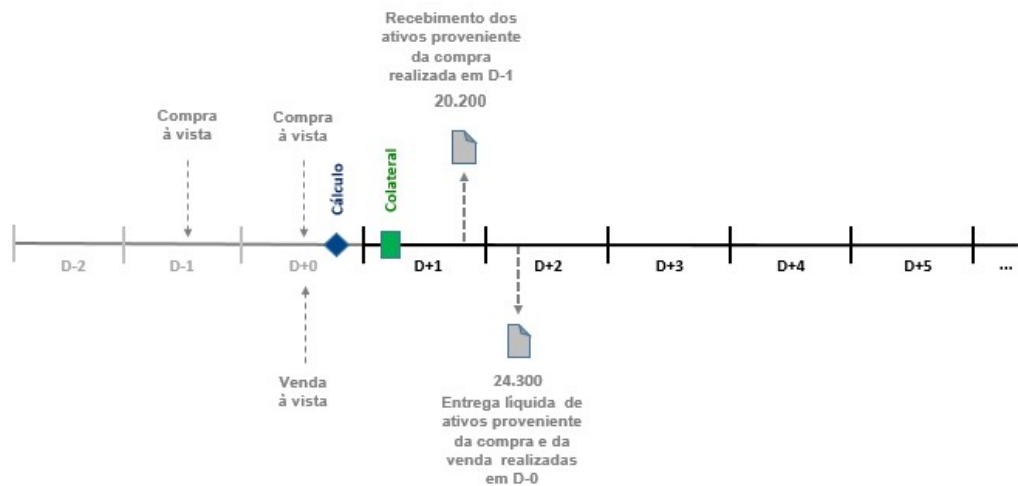 Recebimento dos
ativos proveniente
da compra
realizada em D-1
20.200
Compra
à vista
Compra
à vista
Cálculo
Colateral
D-2
D-1
D+0
D+1
D+2
D+3
D+4
D+5
...
Venda
à vista
24.300
Entrega líquida de
ativos proveniente
da compra e da
venda realizadas
em D-0